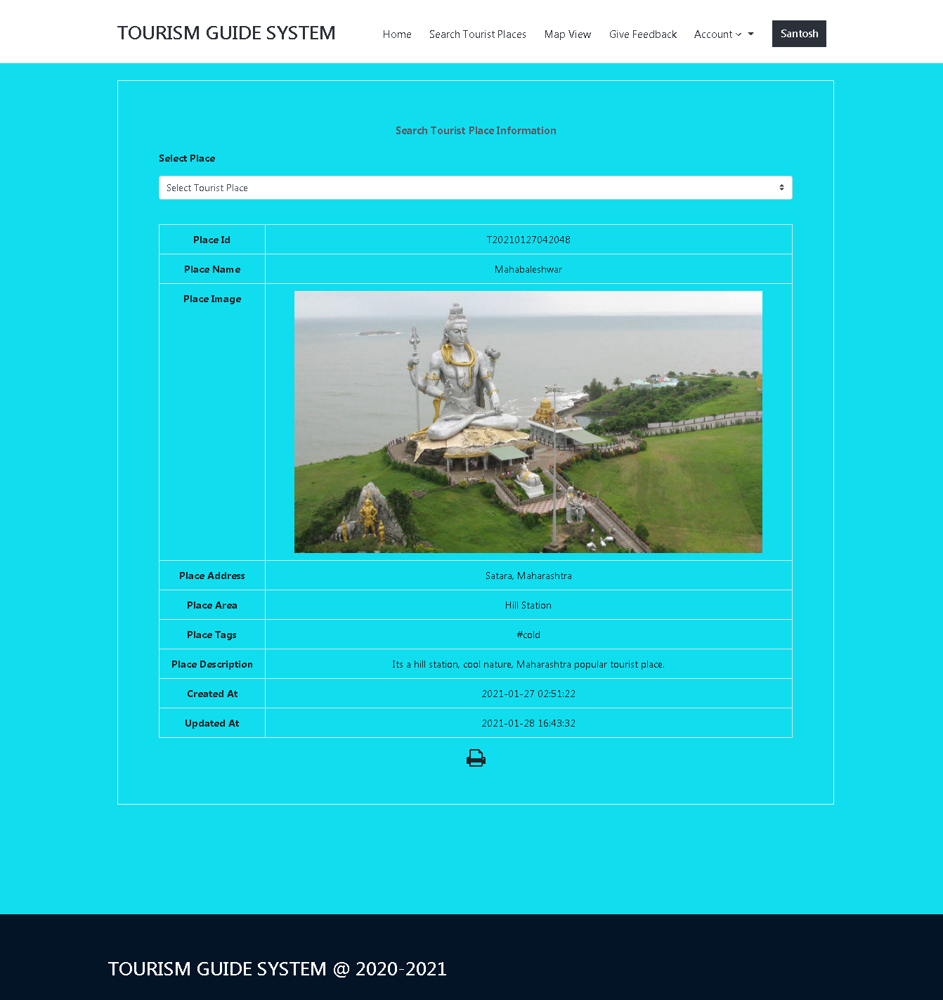 TOURISM GUIDE SYSTEM
Home
Search Tourist Places
Map View
Give Feedback
Account
Santosh
Search Tourist Place Information
Select Place
Select Tourist Place
Place Id T20210127042048
Place Name Mahabaleshwar
Place Image
Place Address Satara, Maharashtra
Place Area Hill Station
Place Tags #cold
Place Description Its a hill station, cool nature, Maharashtra popular tourist place.
Created At 2021-01-27 02:51:22
Updated At 2021-01-28 16:43:32
TOURISM GUIDE SYSTEM @ 2020-2021